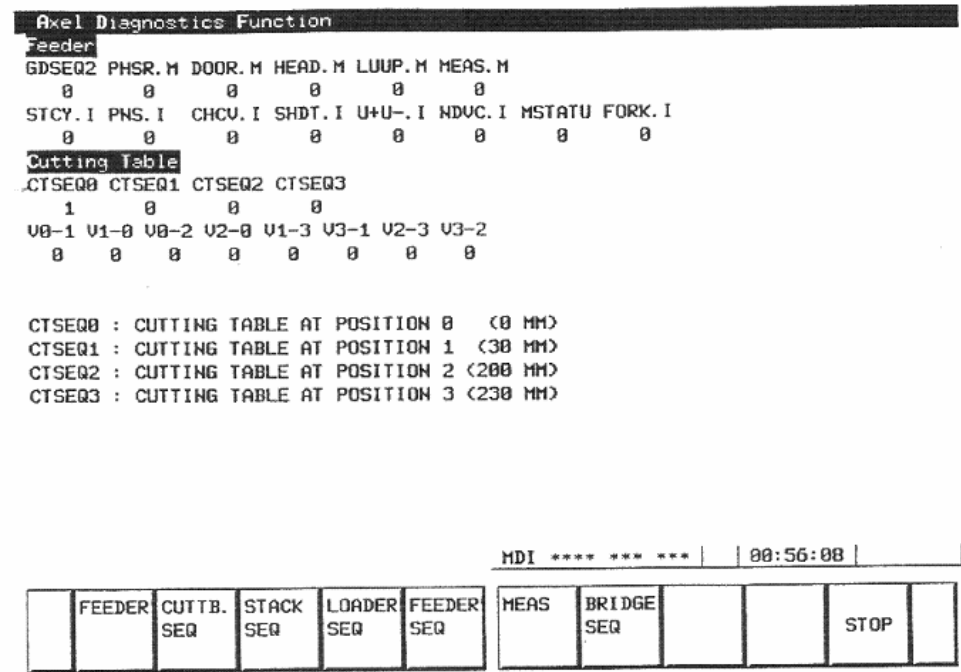 Axel Diagnostics Function
Feeder
GDSEQ2 PHSR.M DOOR.M HEAD.M LUUP.M MEAS.M
0 0 0 0 0 0
STCY.I PNS.I CHCV.I SHDT.I U+U-.I NDVC.I MSTATU FORK.I
0 0 0 0 0 0 0 0
Cutting Table
CTSEQ0 CTSEQ1 CTSEQ2 CTSEQ3
1 0 0 0
V0-1 V1-0 V0-2 V2-0 V1-3 V3-1 V2-3 V3-2
0 0 0 0 0 0 0 0
CTSEQ0 : CUTTING TABLE AT POSITION 0 (0 MM)
CTSEQ1 : CUTTING TABLE AT POSITION 1 (30 MM)
CTSEQ2 : CUTTING TABLE AT POSITION 2 (200 MM)
CTSEQ3 : CUTTING TABLE AT POSITION 3 (230 MM)
MDI **** *** *** 00:56:08
FEEDER CUTTB. STACK LOADER FEEDER MEAS BRIDGE
SEQ SEQ SEQ SEQ SEQ STOP